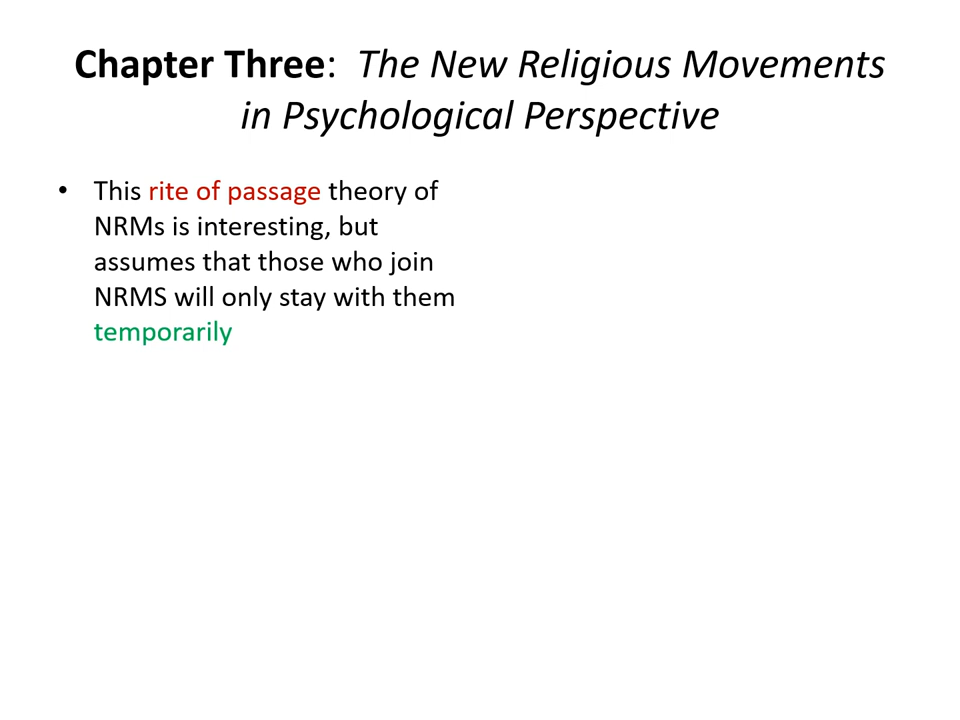 Chapter Three:  The New Religious Movements
in Psychological Perspective
• This rite of passage theory of
NRMs is interesting, but
assumes that those who join
NRMS will only stay with them
temporarily